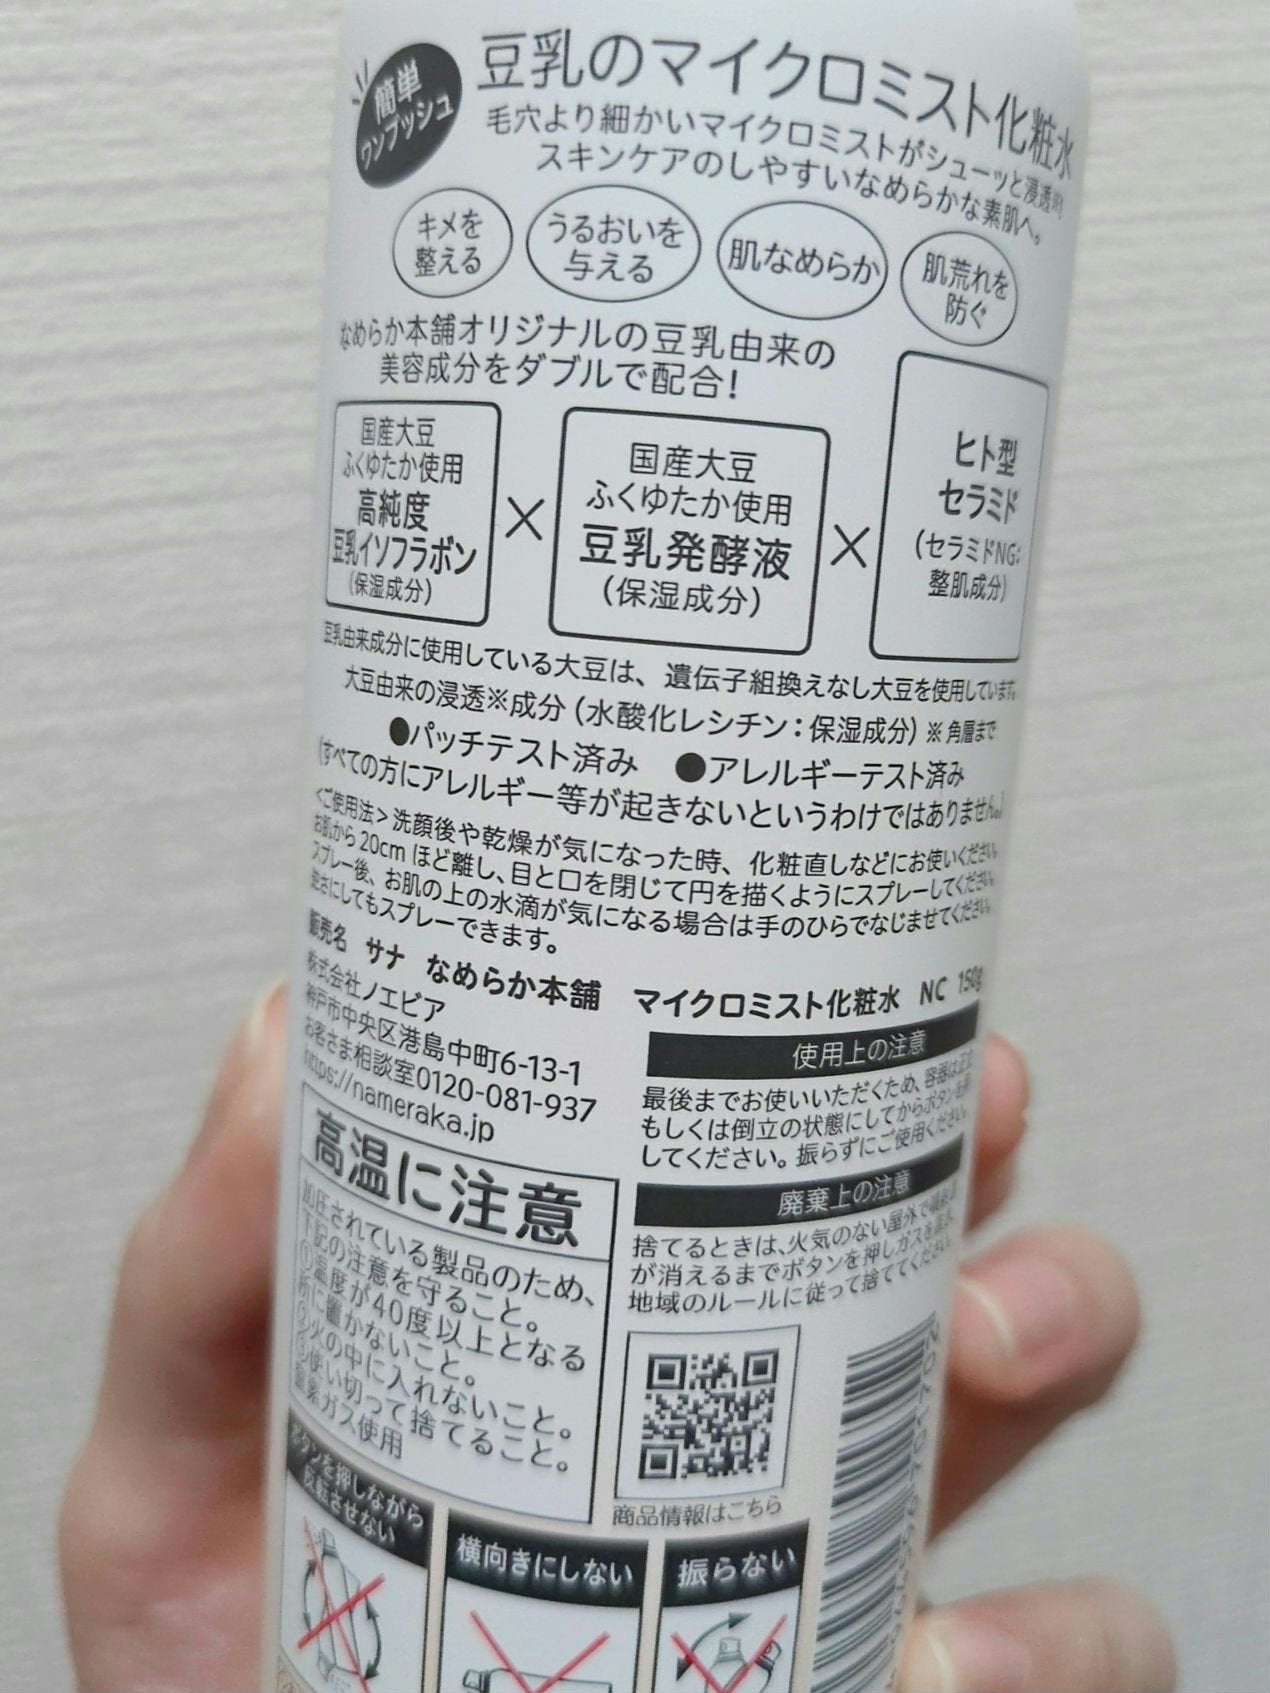 簡単
ワンプッシュ
豆乳のマイクロミスト化粧水
毛穴より細かいマイクロミストがシューッと浸透
スキンケアのしやすいなめらかな素肌へ。
キメを
整える
うるおいを
与える
肌なめらか
肌荒れを
防ぐ
なめらか本舗オリジナルの豆乳由来の
美容成分をダブルで配合!
国産大豆
ふくゆたか使用
高純度
豆乳イソフラボン
(保湿成分)
×
国産大豆
ふくゆたか使用
豆乳発酵液
(保湿成分)
×
ヒト型
セラミド
(セラミドNG:
整肌成分)
豆乳由来成分に使用している大豆は、遺伝子組換えなし大豆を使用しています。
大豆由来の浸透※成分(水酸化レシチン:保湿成分)※角層まで
●パッチテスト済み ●アレルギーテスト済み
(すべての方にアレルギー等が起きないというわけではありません。)
<ご使用法>洗顔後や乾燥が気になった時、化粧直しなどにお使いください。
お肌から20cmほど離し、目と口を閉じて円を描くようにスプレーしてください。
スプレー後、お肌の上の水滴が気になる場合は手のひらでなじませてください。
逆さにしてもスプレーできます。
販売名 サナ なめらか本舗 マイクロミスト化粧水 NC 150g
株式会社ノエビア
神戸市中央区港島中町6-13-1
お客さま相談室0120-081-937
https://nameraka.jp
高温に注意
加圧されている製品のため、
下記の注意を守ること。
①温度が40度以上となる
所に置かないこと。
②火の中に入れないこと。
③使い切って捨てること。
窒素ガス使用
使用上の注意
最後までお使いいただくため、容器は正立
もしくは倒立の状態にしてからボタンを押
してください。振らずにご使用ください。
廃棄上の注意
捨てるときは、火気のない屋外で噴射音
が消えるまでボタンを押しガスを抜き、
地域のルールに従って捨ててください。
商品情報はこちら
ボタンを押しながら
反転させない
横向きにしない
振らない